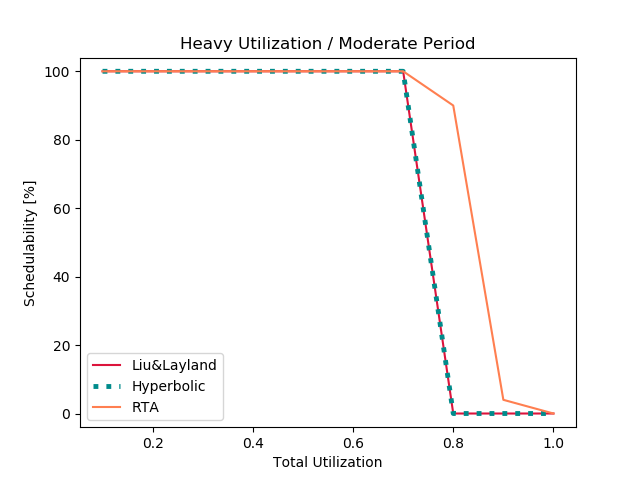 Heavy Utilization / Moderate Period
Schedulability [%]
100
80
60
40
20
0
Liu&Layland
Hyperbolic
RTA
0.2 0.4 0.6 0.8 1.0
Total Utilization